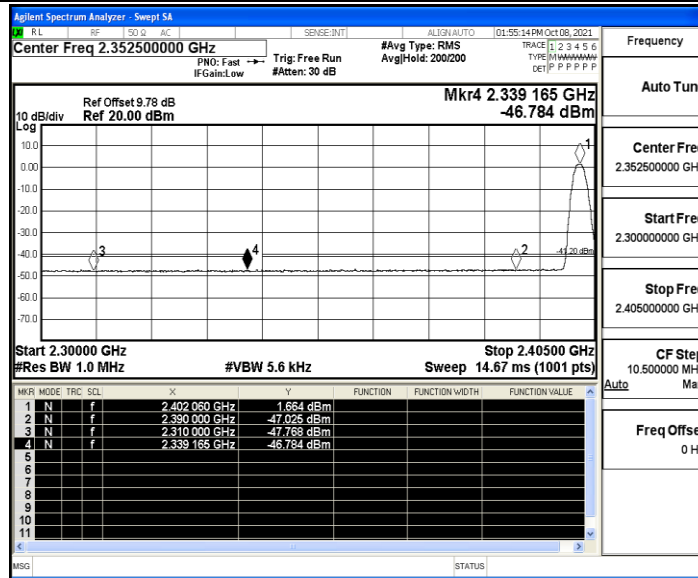 Agilent Spectrum Analyzer - Swept SA
RL RF 50 Ω AC SENSE:INT ALIGN AUTO 01:55:14 PM Oct 08, 2021
Center Freq 2.352500000 GHz #Avg Type: RMS TRACE 1 2 3 4 5 6
PNO: Fast Trig: Free Run Avg|Hold: 200/200 TYPE M
IFGain:Low #Atten: 30 dB DET P P P P P P
Ref Offset 9.78 dB Mkr4 2.339 165 GHz
10 dB/div Ref 20.00 dBm -46.784 dBm
Log
10.0
0.00
-10.0
-20.0
-30.0
-40.0
-50.0
-60.0
-70.0
1
2
3
4
-41.20 dBm
Start 2.30000 GHz Stop 2.40500 GHz
#Res BW 1.0 MHz #VBW 5.6 kHz Sweep 14.67 ms (1001 pts)
MKR MODE TRC SCL X Y FUNCTION FUNCTION WIDTH FUNCTION VALUE
1 N f 2.402 060 GHz 1.664 dBm
2 N f 2.390 000 GHz -47.025 dBm
3 N f 2.310 000 GHz -47.768 dBm
4 N f 2.339 165 GHz -46.784 dBm
5
6
7
8
9
10
11
MSG STATUS
Frequency
Auto Tun
Center Fre
2.352500000 GH
Start Fre
2.300000000 GH
Stop Fre
2.405000000 GH
CF Step
10.500000 MH
Auto Ma
Freq Offse
0 H